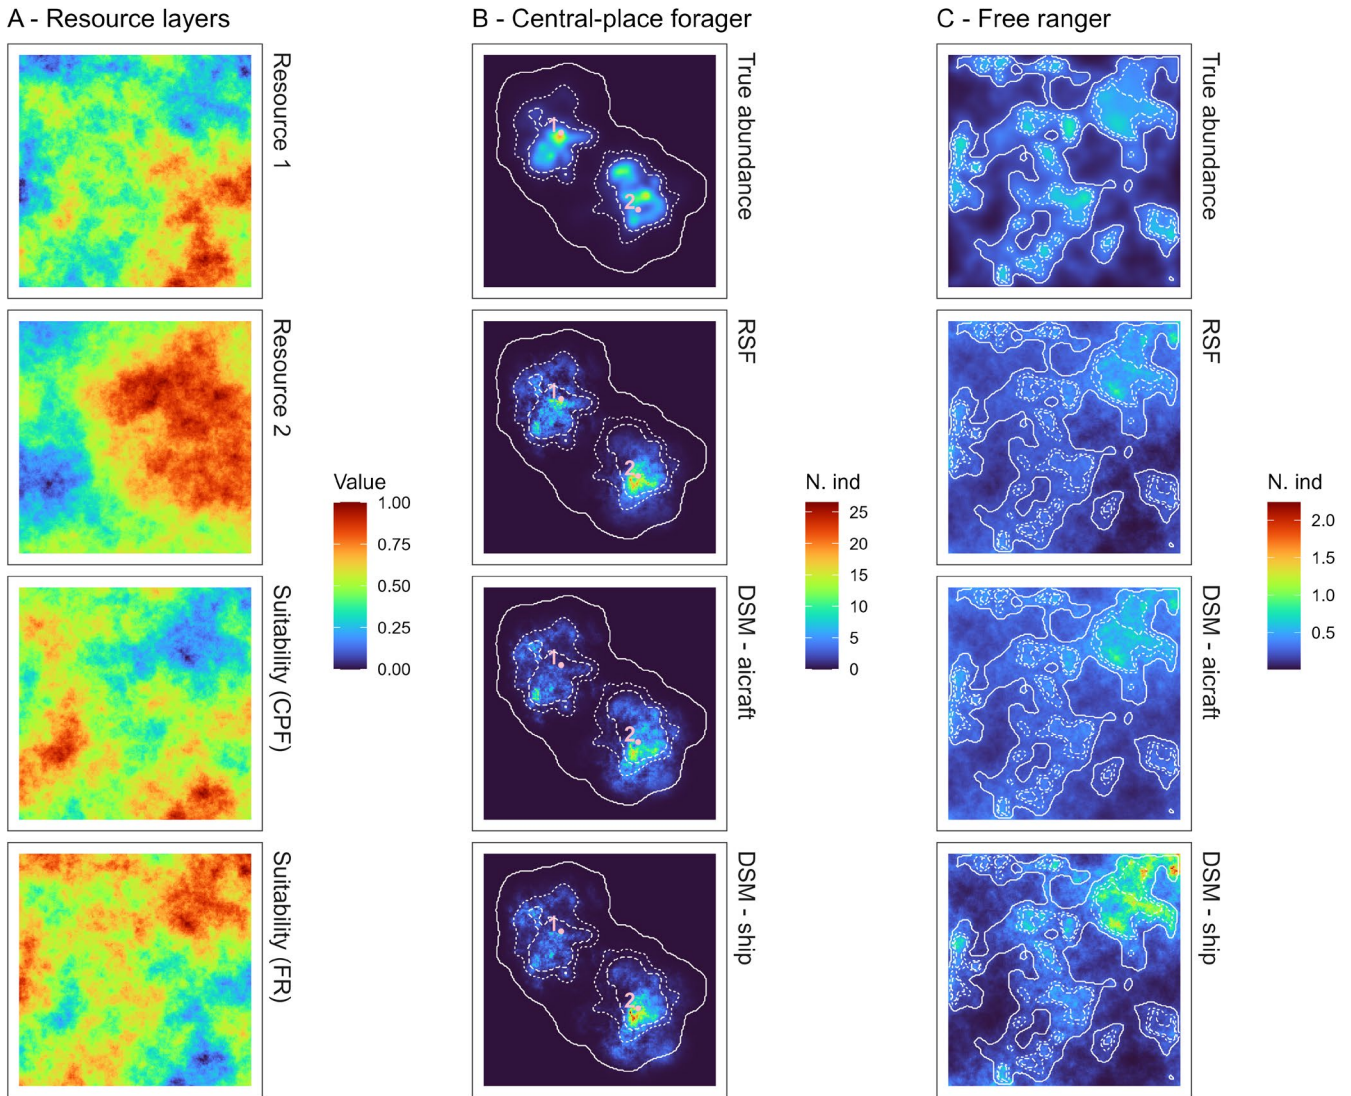 A - Resource layers
Resource 1
Resource 2
Suitability (CPF)
Suitability (FR)
Value
1.00
0.75
0.50
0.25
0.00
B - Central-place forager
True abundance
1
2
RSF
1
2
DSM - aicraft
1
2
DSM - ship
1
2
N. ind
25
20
15
10
5
0
C - Free ranger
True abundance
RSF
DSM - aicraft
DSM - ship
N. ind
2.0
1.5
1.0
0.5